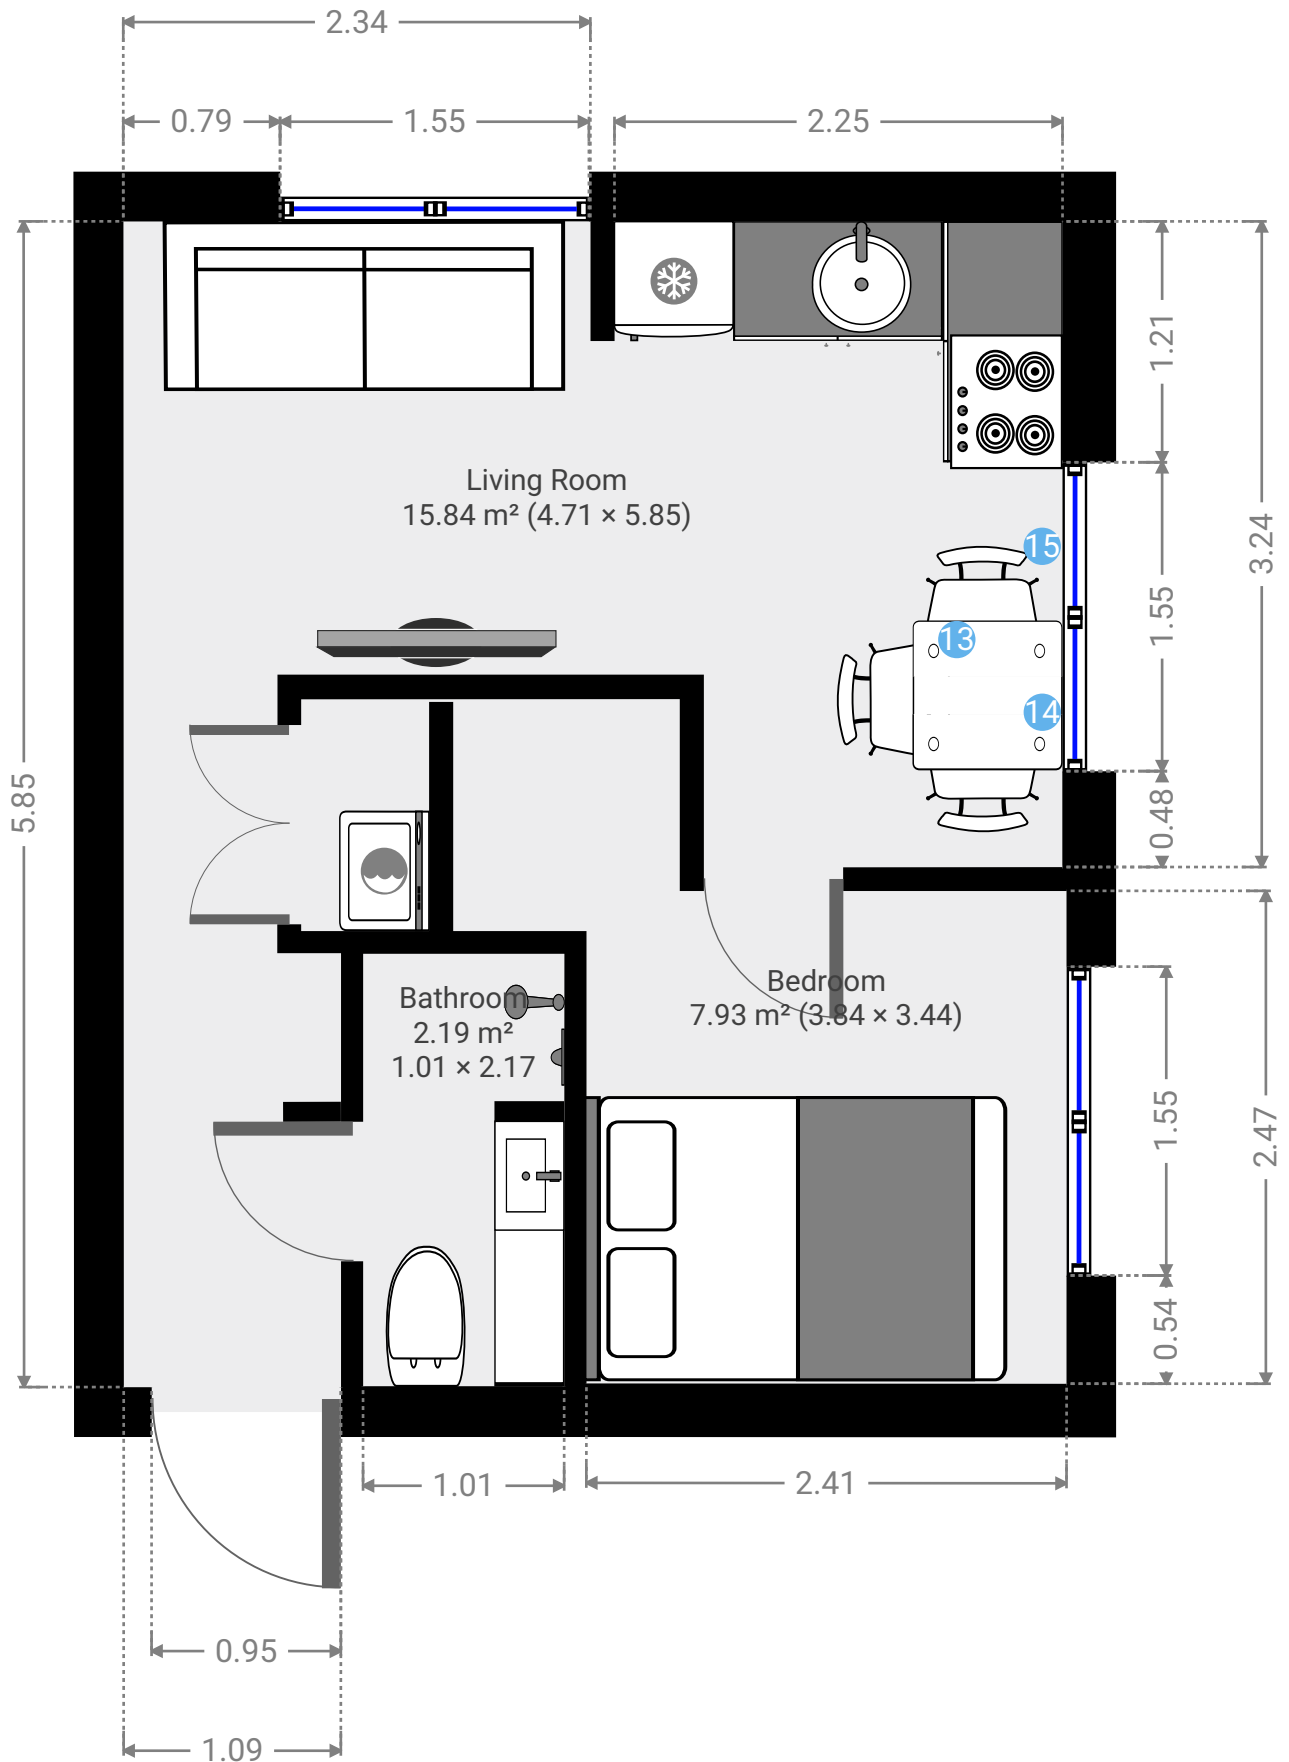 2.34
0.79
1.55
2.25
1.21
Living Room
15.84 m² (4.71 × 5.85)
15
3.24
1.55
13
14
5.85
0.48
Bedroom
7.93 m² (3.84 × 3.44)
Bathroom
2.19 m²
1.01 × 2.17
1.55
2.47
0.54
1.01
2.41
0.95
1.09